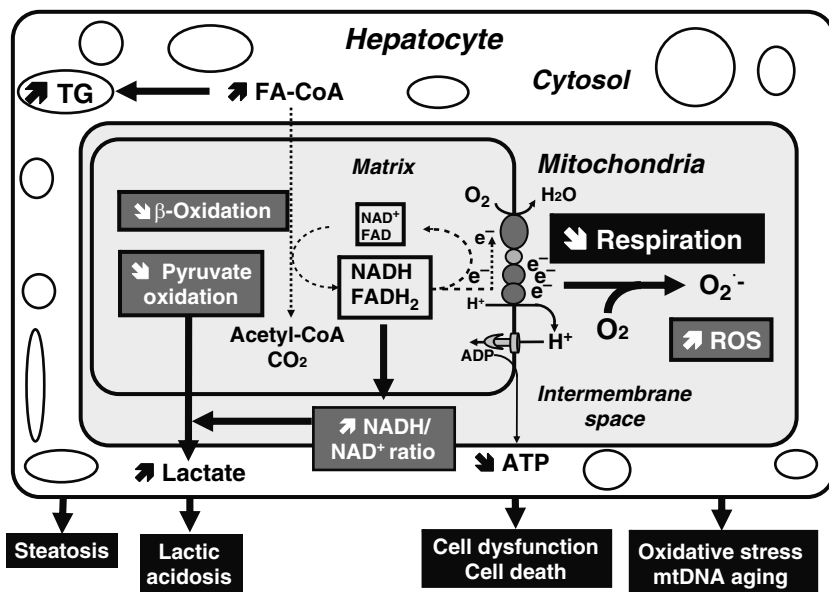 Hepatocyte
Cytosol
TG
FA-CoA
Mitochondria
Matrix
β-Oxidation
NAD+
FAD
O2
H2O
e–
Respiration
Pyruvate
oxidation
NADH
FADH2
e–
e–
e–
e–
H+
O2·-
O2
Acetyl-CoA
CO2
ADP
H+
ROS
Intermembrane
space
NADH/
NAD+ ratio
Lactate
ATP
Steatosis
Lactic
acidosis
Cell dysfunction
Cell death
Oxidative stress
mtDNA aging